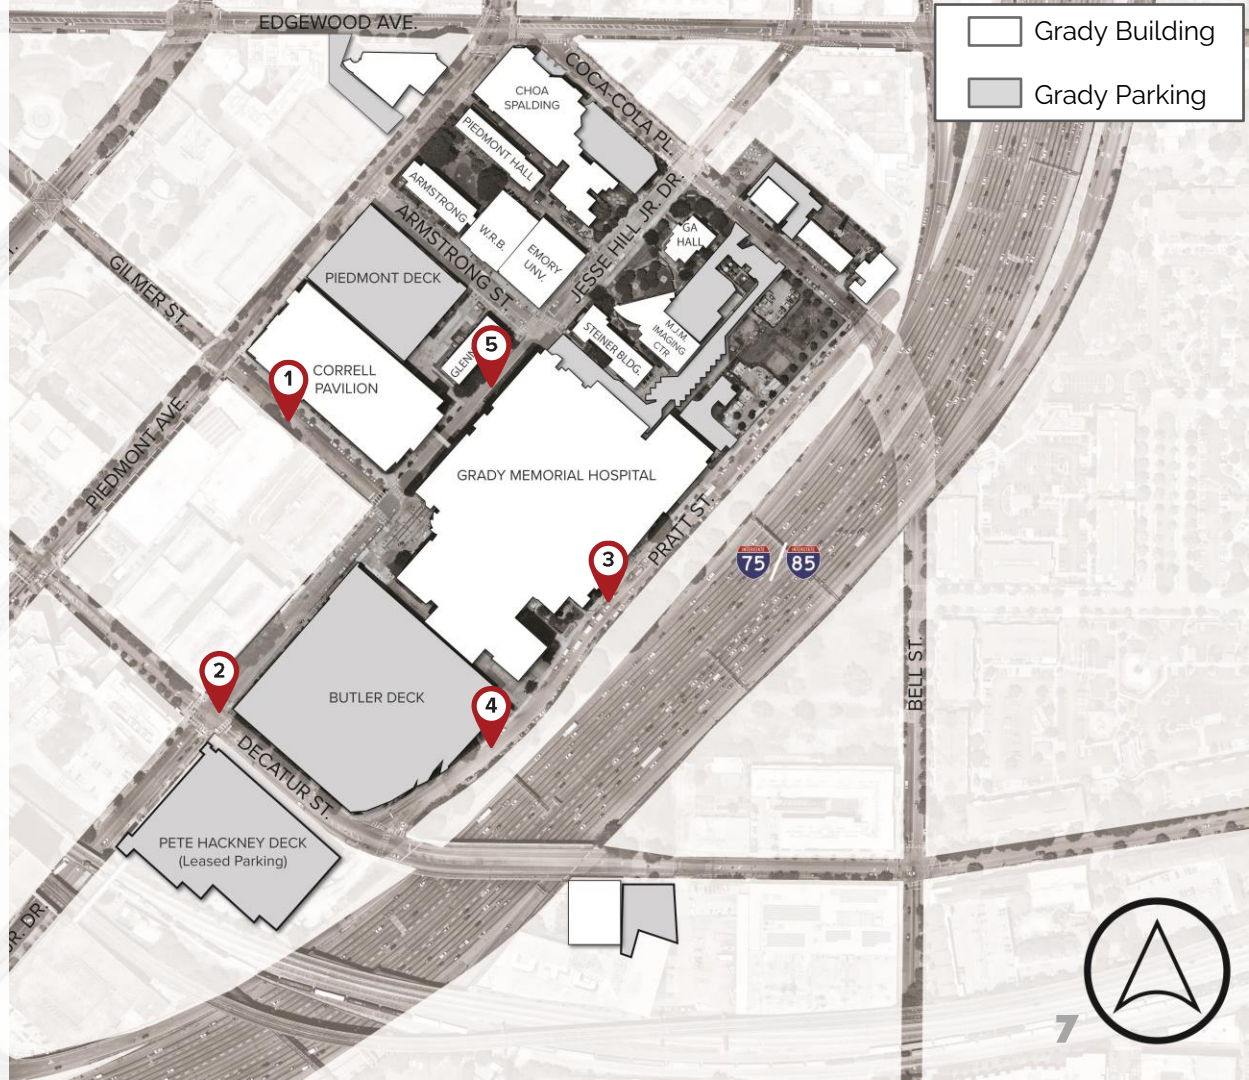 EDGEWOOD AVE.
Grady Building
Grady Parking
COCA-COLA PL.
CHOA
SPALDING
PIEDMONT HALL
ARMSTRONG
W.R.B.
EMORY
UNV.
JESSE HILL JR. DR.
GA
HALL
ARMSTRONG ST
GILMER ST.
PIEDMONT DECK
M.J.M.
IMAGING
CTR
STEINER BLDG.
5
1
CORRELL
PAVILION
PIEDMONT AVE.
GRADY MEMORIAL HOSPITAL
PRATT ST.
3
INTERSTATE
75
INTERSTATE
85
2
BUTLER DECK
4
BELL ST.
DECATUR ST.
PETE HACKNEY DECK
(Leased Parking)
JR. DR.
7